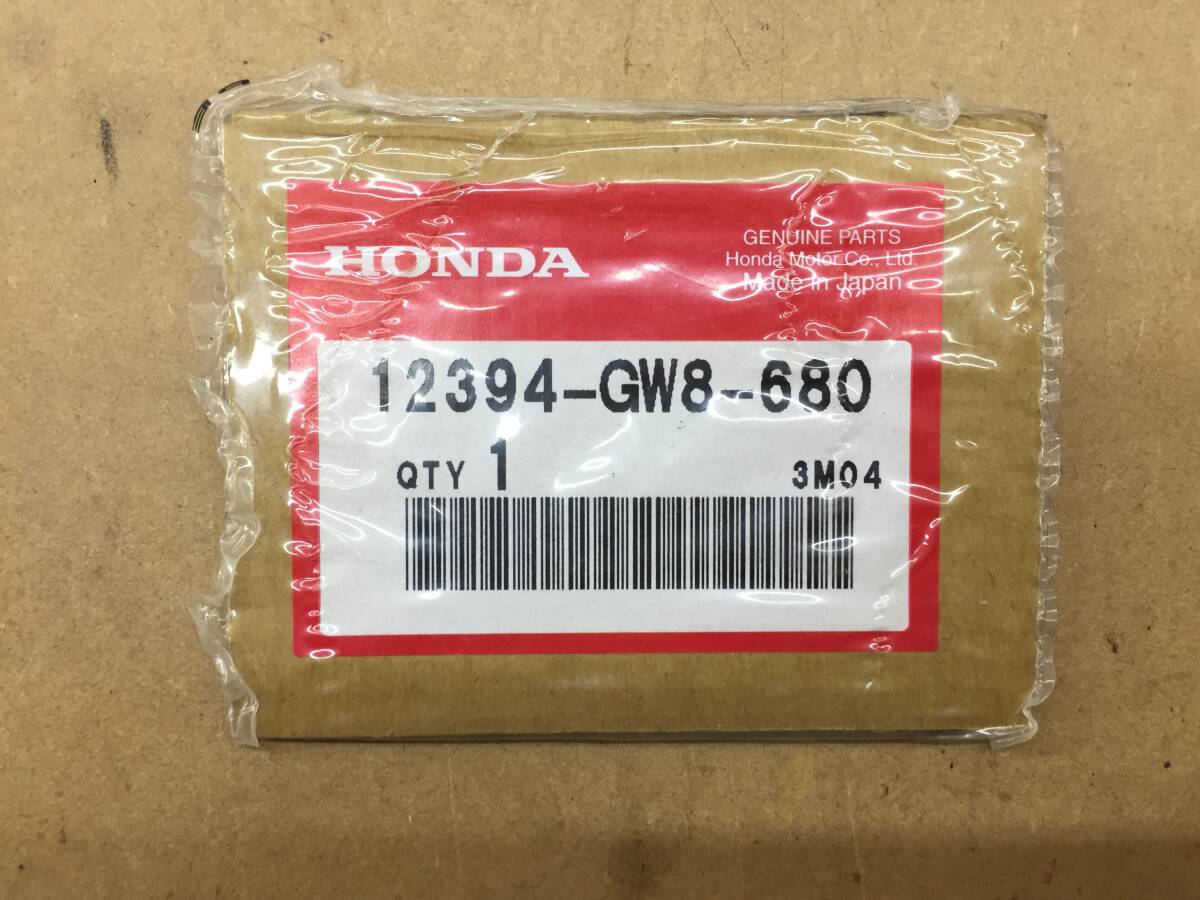 HONDA
GENUINE PARTS
Honda Motor Co., Ltd.
Made in Japan
12394-GW8-680
QTY 1
3M04